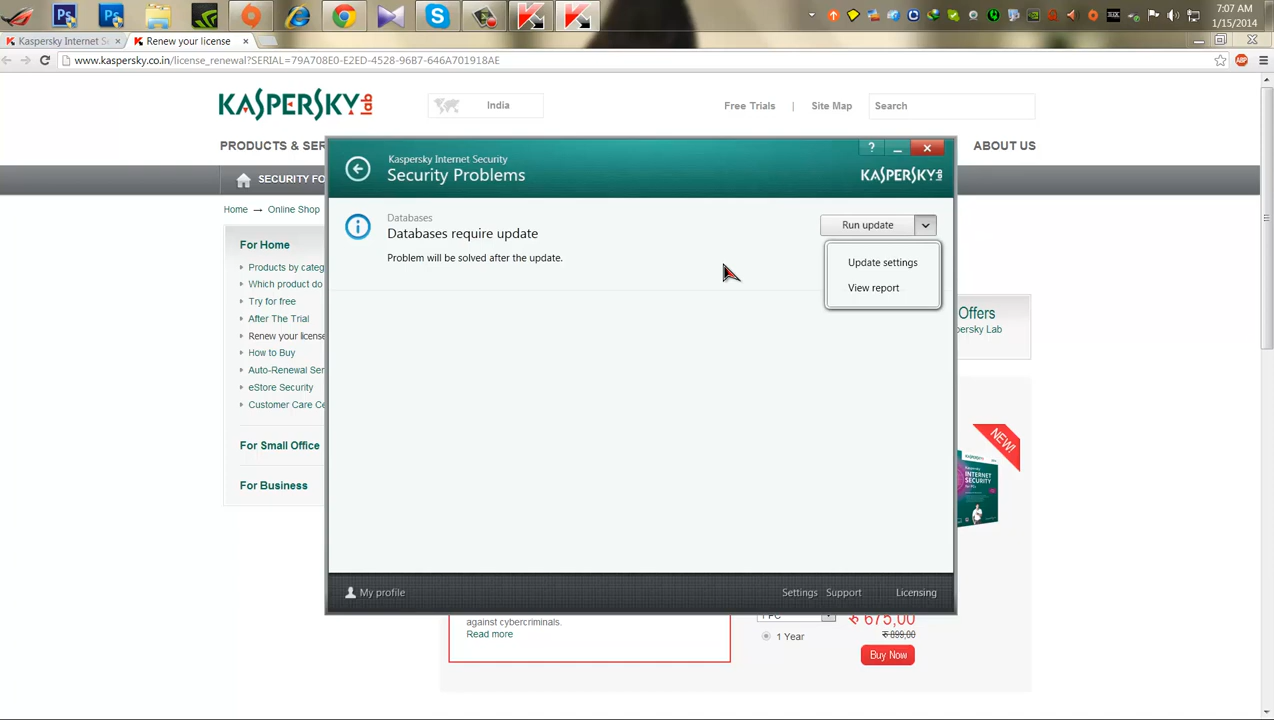 7:07 AM
1/15/2014
Kaspersky Internet Se
Renew your license
www.kaspersky.co.in/license_renewal?SERIAL=79A708E0-E2ED-4528-96B7-646A701918AE
ABP
KASPERSKY lab
India
Free Trials | Site Map
Search
PRODUCTS & SER
ABOUT US
SECURITY FO
Home → Online Shop
For Home
Products by categ
Which product do
Try for free
After The Trial
Renew your license
How to Buy
Auto-Renewal Ser
eStore Security
Customer Care Ce
For Small Office
For Business
Kaspersky Internet Security
Security Problems
KASPERSKY
Databases
Databases require update
Problem will be solved after the update.
Run update
Update settings
View report
My profile
Settings
Support
Licensing
Offers
persky Lab
NEW!
INTERNET
SECURITY
against cybercriminals.
Read more
1 PC
1 Year
675,00
899,00
Buy Now